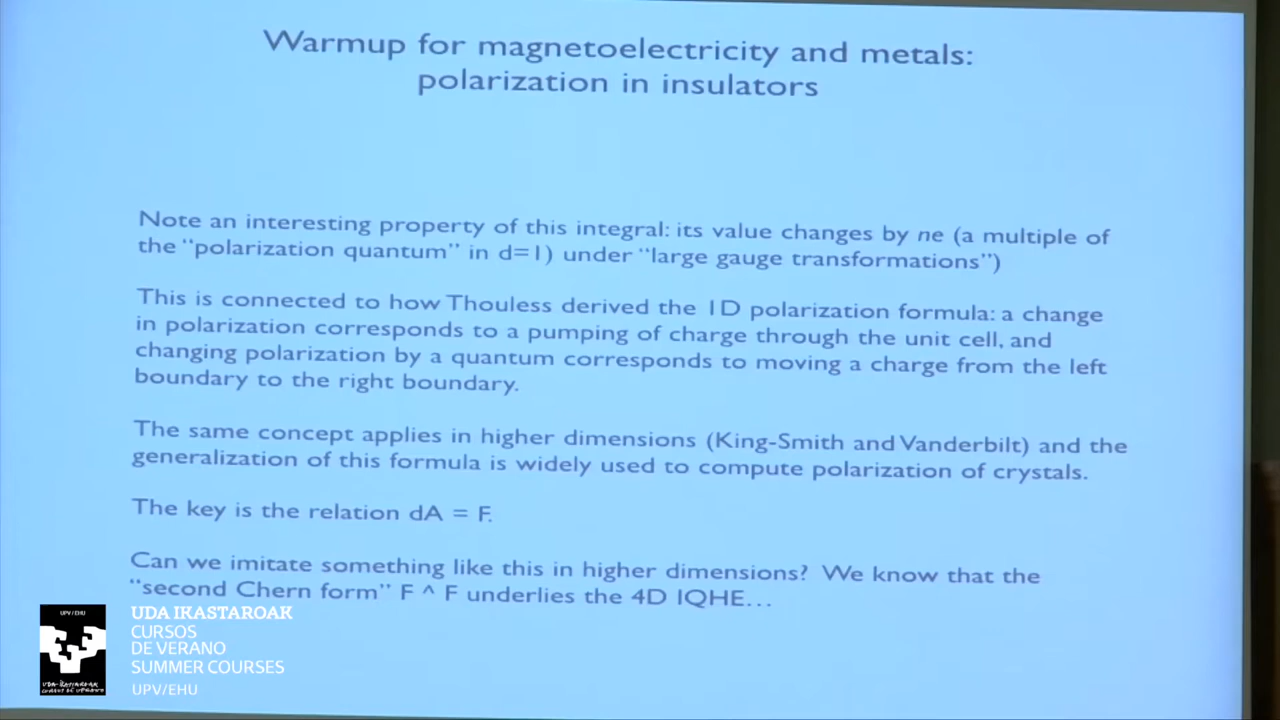 Warmup for magnetoelectricity and metals:
polarization in insulators
Note an interesting property of this integral: its value changes by ne (a multiple of
the “polarization quantum” in d=1) under “large gauge transformations”)
This is connected to how Thouless derived the 1D polarization formula: a change
in polarization corresponds to a pumping of charge through the unit cell, and
changing polarization by a quantum corresponds to moving a charge from the left
boundary to the right boundary.
The same concept applies in higher dimensions (King-Smith and Vanderbilt) and the
generalization of this formula is widely used to compute polarization of crystals.
The key is the relation dA = F.
Can we imitate something like this in higher dimensions? We know that the
“second Chern form” F ^ F underlies the 4D IQHE...
UPV/EHU
UDA IKASTAROAK
CURSOS
DE VERANO
SUMMER COURSES
UPV/EHU